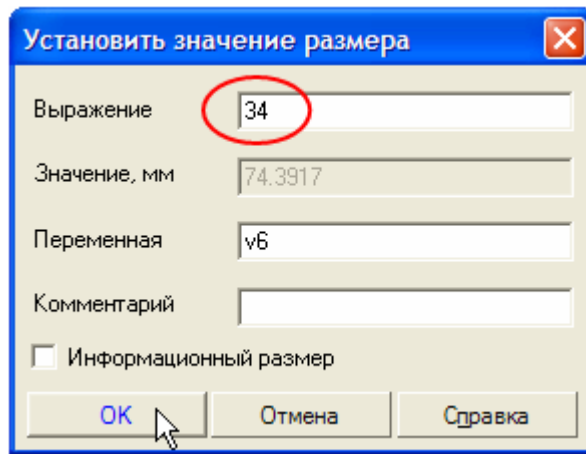 Установить значение размера
Выражение 34
Значение, мм 74.3917
Переменная v6
Комментарий
Информационный размер
OK Отмена Справка